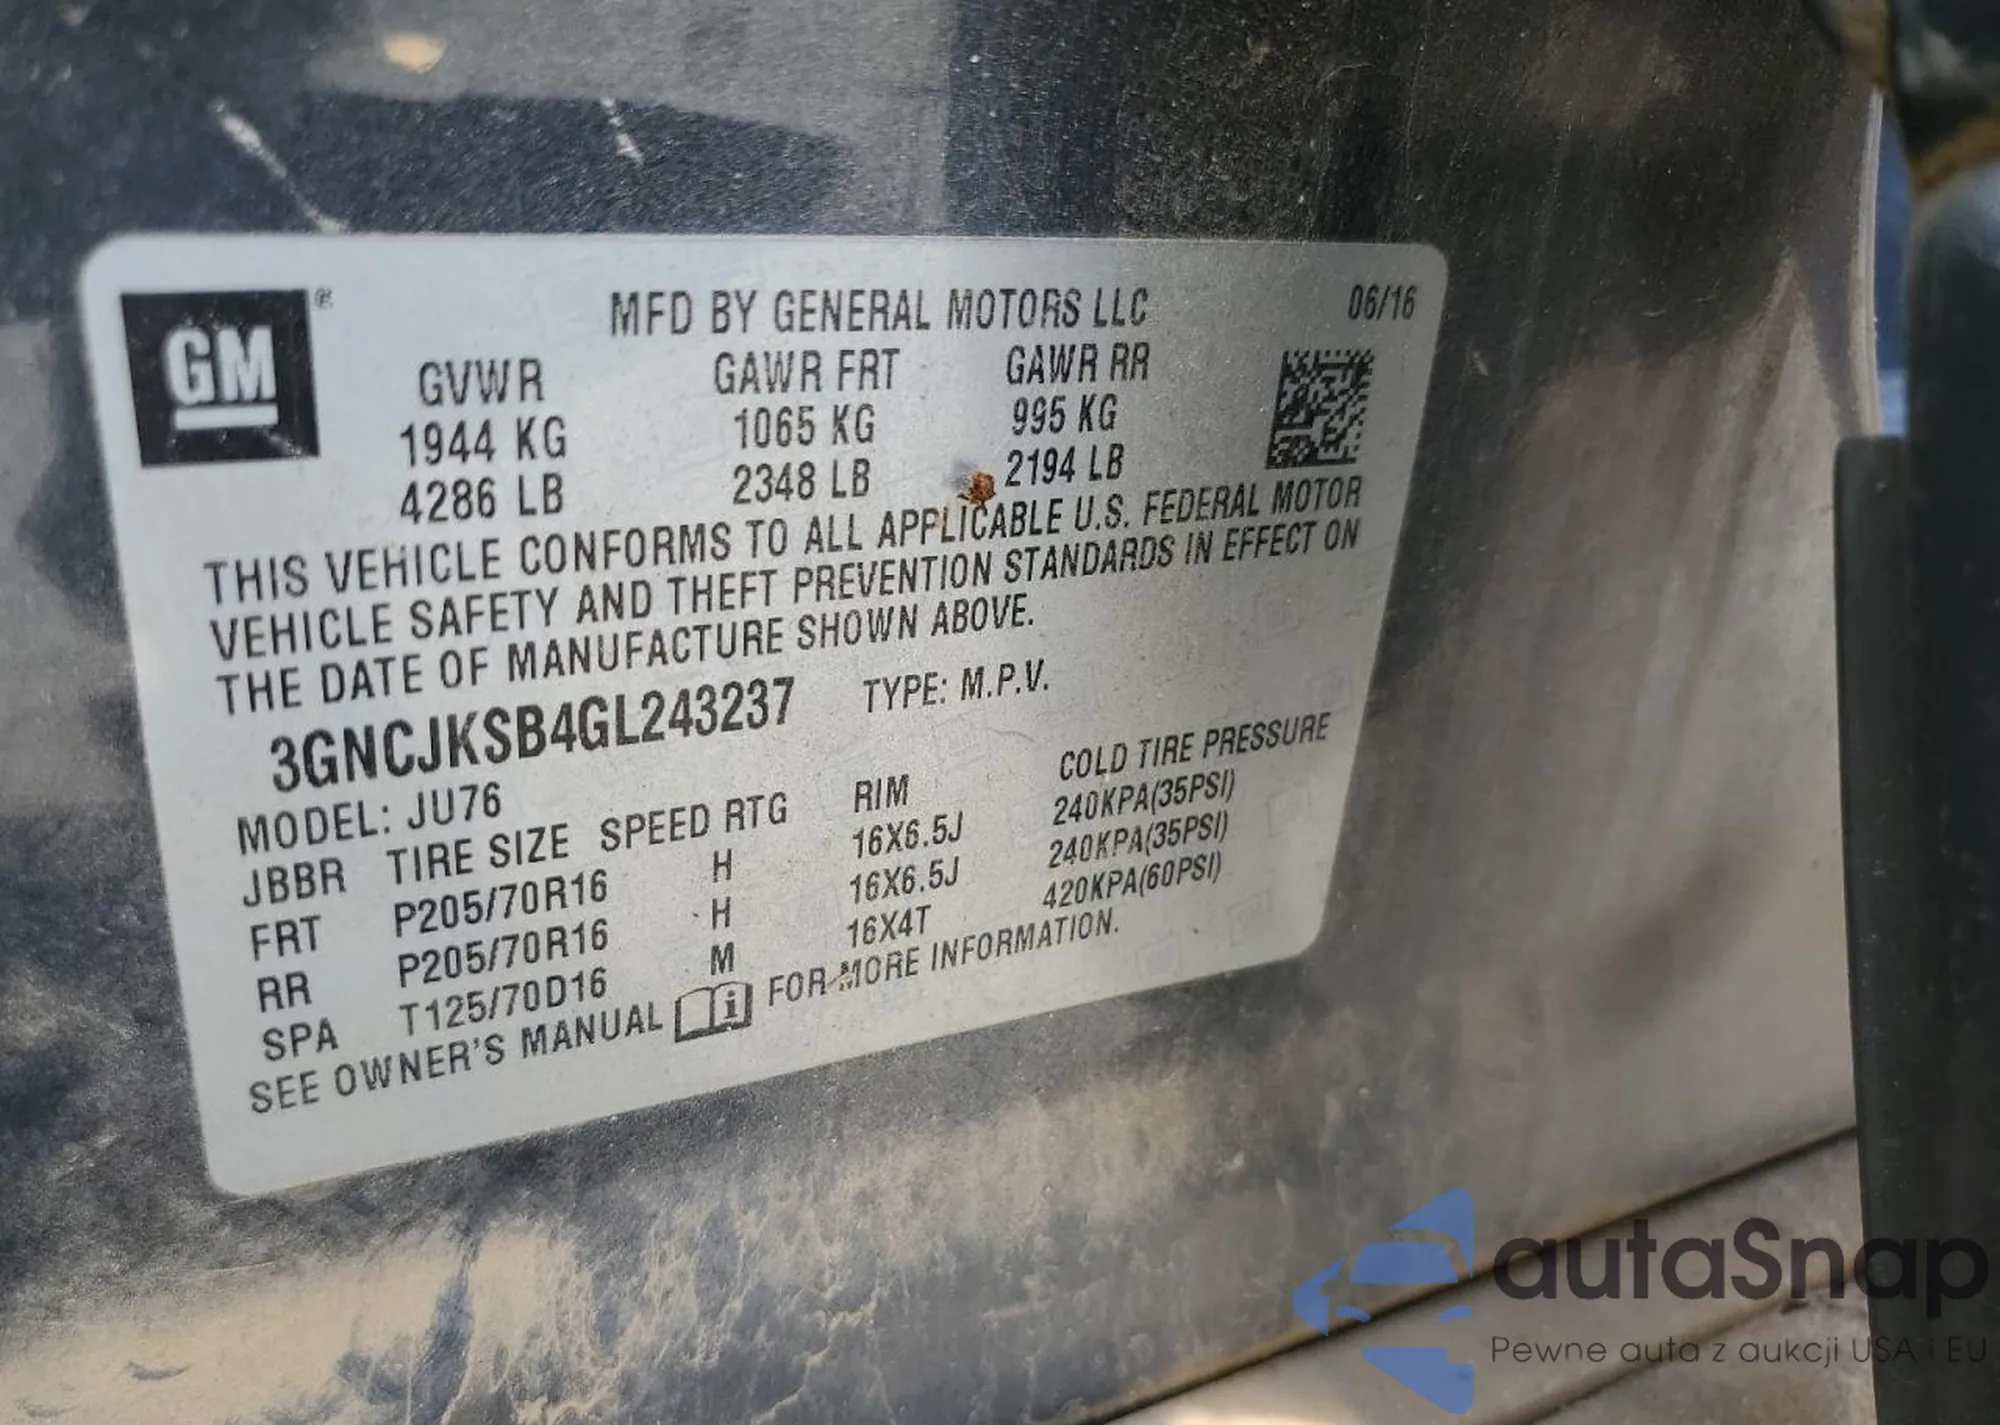 GM ®
MFD BY GENERAL MOTORS LLC 06/16
GVWR GAWR FRT GAWR RR
1944 KG 1065 KG 995 KG
4286 LB 2348 LB 2194 LB
THIS VEHICLE CONFORMS TO ALL APPLICABLE U.S. FEDERAL MOTOR
VEHICLE SAFETY AND THEFT PREVENTION STANDARDS IN EFFECT ON
THE DATE OF MANUFACTURE SHOWN ABOVE.
3GNCJKSB4GL243237 TYPE: M.P.V.
MODEL: JU76
JBBR TIRE SIZE SPEED RTG RIM COLD TIRE PRESSURE
FRT P205/70R16 H 16X6.5J 240KPA(35PSI)
RR P205/70R16 H 16X6.5J 240KPA(35PSI)
SPA T125/70D16 M 16X4T 420KPA(60PSI)
SEE OWNER'S MANUAL i FOR MORE INFORMATION.
autaSnap
Pewne auta z aukcji USA i EU